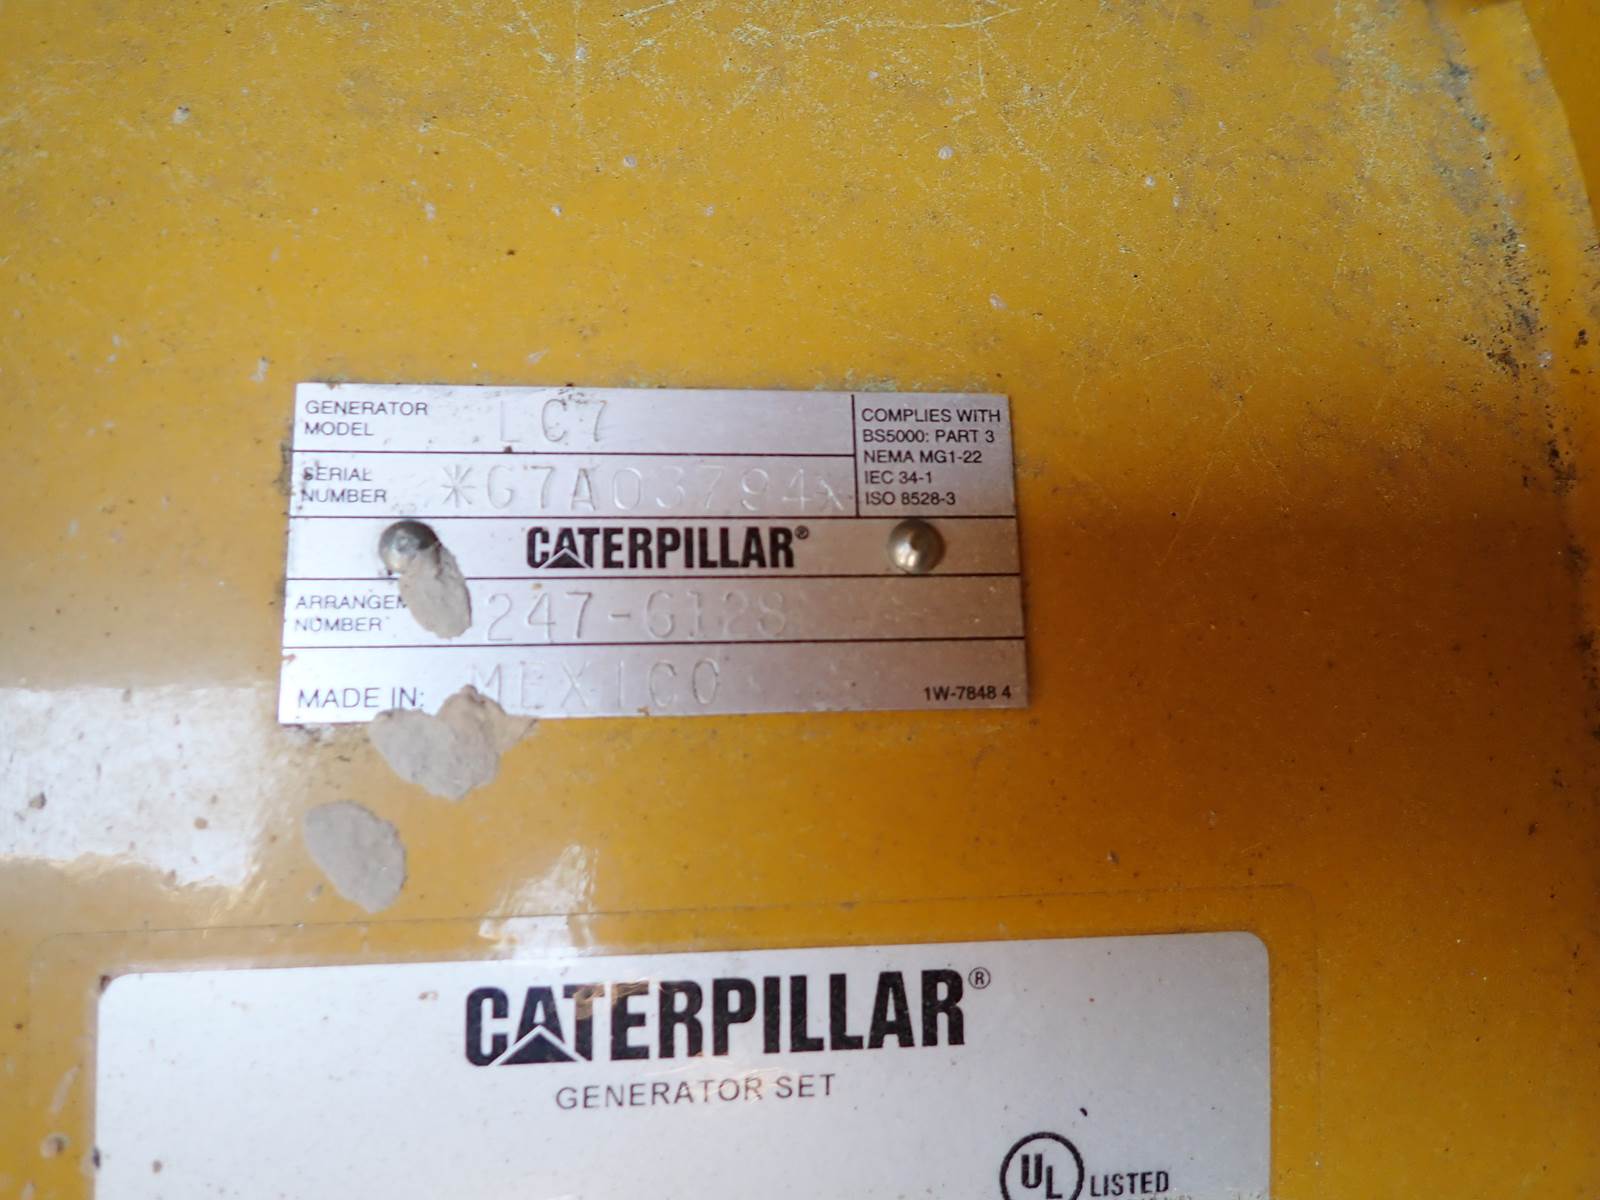 GENERATOR
MODEL LC7
COMPLIES WITH
BS5000: PART 3
NEMA MG1-22
IEC 34-1
ISO 8528-3
SERIAL
NUMBER *G7A03794*
CATERPILLAR®
NUMBER 247-6128
MADE IN: MEXICO
1W-7848 4
CATERPILLAR®
GENERATOR SET
UL LISTED